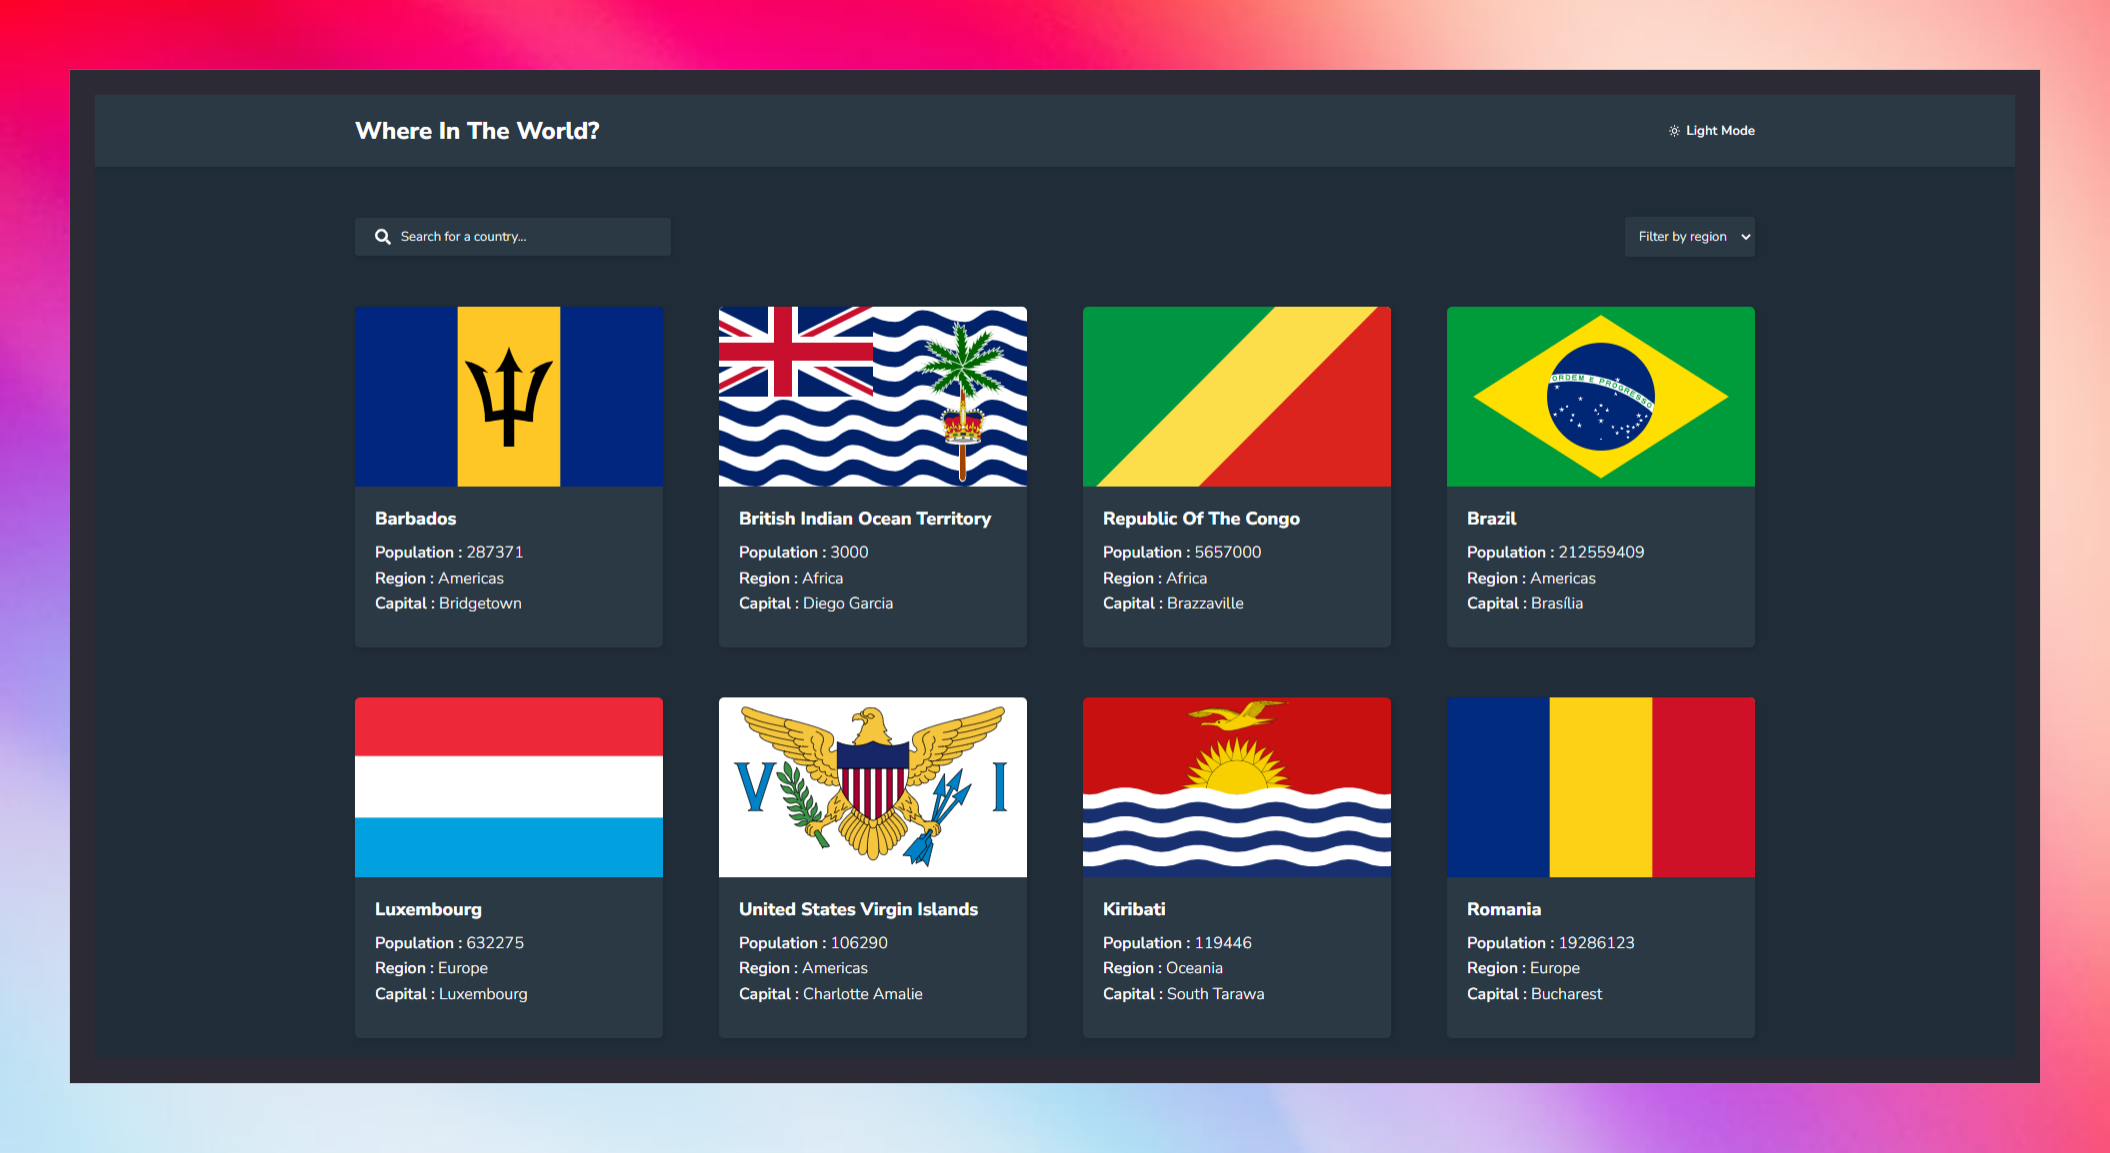 Where In The World?
Light Mode
Search for a country...
Filter by region
ORDEM E PROGRESSO
Barbados
Population : 287371
Region : Americas
Capital : Bridgetown
British Indian Ocean Territory
Population : 3000
Region : Africa
Capital : Diego Garcia
Republic Of The Congo
Population : 5657000
Region : Africa
Capital : Brazzaville
Brazil
Population : 212559409
Region : Americas
Capital : Brasília
V I
Luxembourg
Population : 632275
Region : Europe
Capital : Luxembourg
United States Virgin Islands
Population : 106290
Region : Americas
Capital : Charlotte Amalie
Kiribati
Population : 119446
Region : Oceania
Capital : South Tarawa
Romania
Population : 19286123
Region : Europe
Capital : Bucharest